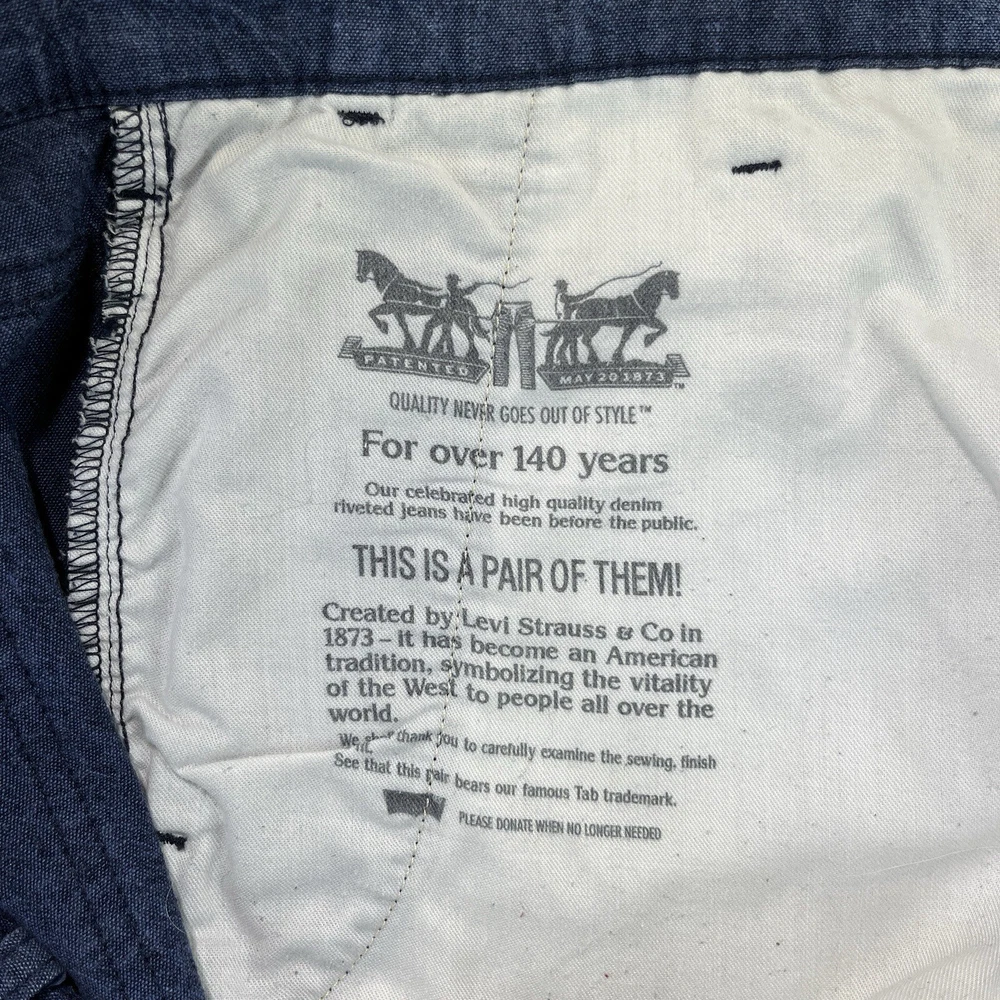 PATENTED
MAY 20 1873 ™
QUALITY NEVER GOES OUT OF STYLE™
For over 140 years
Our celebrated high quality denim
riveted jeans have been before the public.
THIS IS A PAIR OF THEM!
Created by Levi Strauss & Co in
1873 – it has become an American
tradition, symbolizing the vitality
of the West to people all over the
world.
We thank you to carefully examine the sewing, finish
See that this pair bears our famous Tab trademark.
PLEASE DONATE WHEN NO LONGER NEEDED